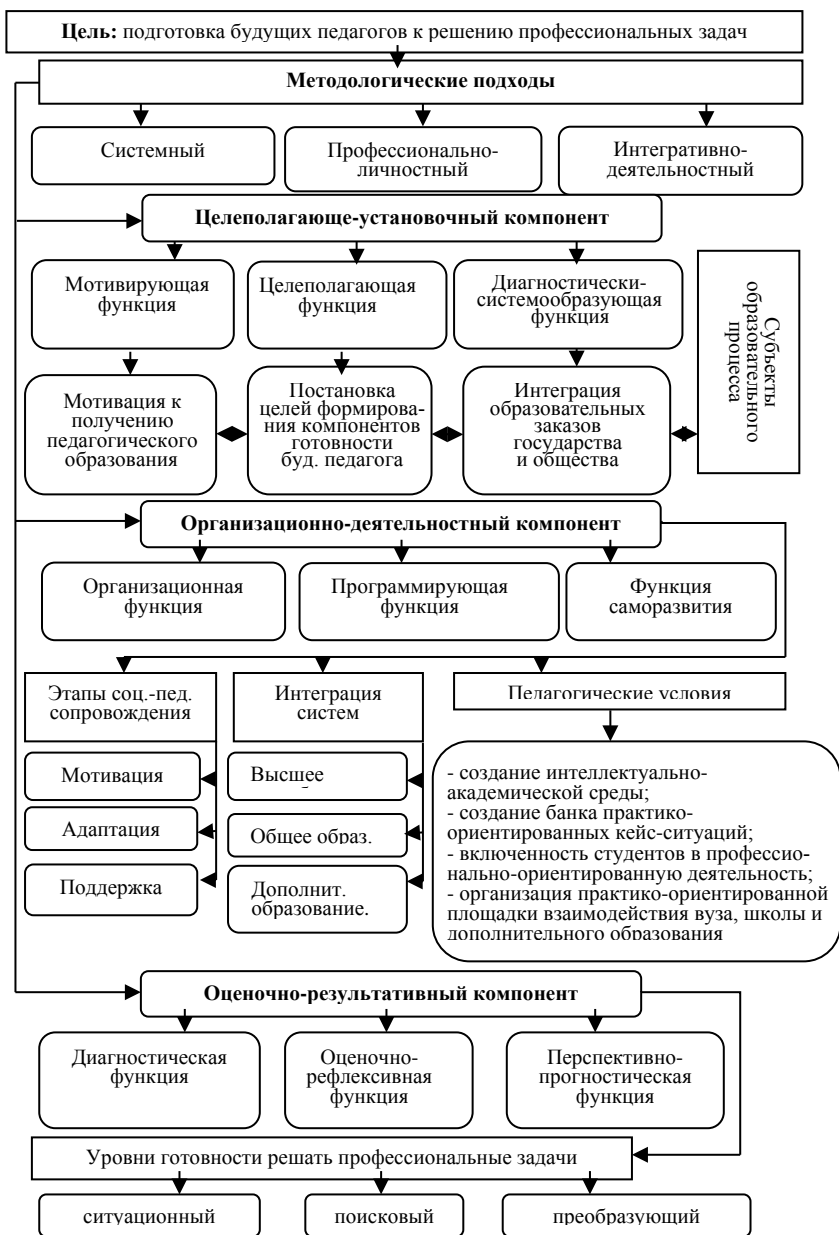 Цель: подготовка будущих педагогов к решению профессиональных задач
Методологические подходы
Системный
Профессионально-
личностный
Интегративно-
деятельностный
Целеполагающе-установочный компонент
Мотивирующая
функция
Целеполагающая
функция
Диагностически-
системообразующая
функция
Субъекты
образовательного
процесса
Мотивация к
получению
педагогического
образования
Постановка
целей формирова-
ния компонентов
готовности
буд. педагога
Интеграция
образовательных
заказов
государства
и общества
Организационно-деятельностный компонент
Организационная
функция
Программирующая
функция
Функция
саморазвития
Этапы соц.-пед.
сопровождения
Интеграция
систем
Педагогические условия
Мотивация
Адаптация
Поддержка
Высшее
Общее образ.
Дополнит.
образование.
- создание интеллектуально-
академической среды;
- создание банка практико-
ориентированных кейс-ситуаций;
- включенность студентов в профессио-
нально-ориентированную деятельность;
- организация практико-ориентированной
площадки взаимодействия вуза, школы и
дополнительного образования
Оценочно-результативный компонент
Диагностическая
функция
Оценочно-
рефлексивная
функция
Перспективно-
прогностическая
функция
Уровни готовности решать профессиональные задачи
ситуационный
поисковый
преобразующий